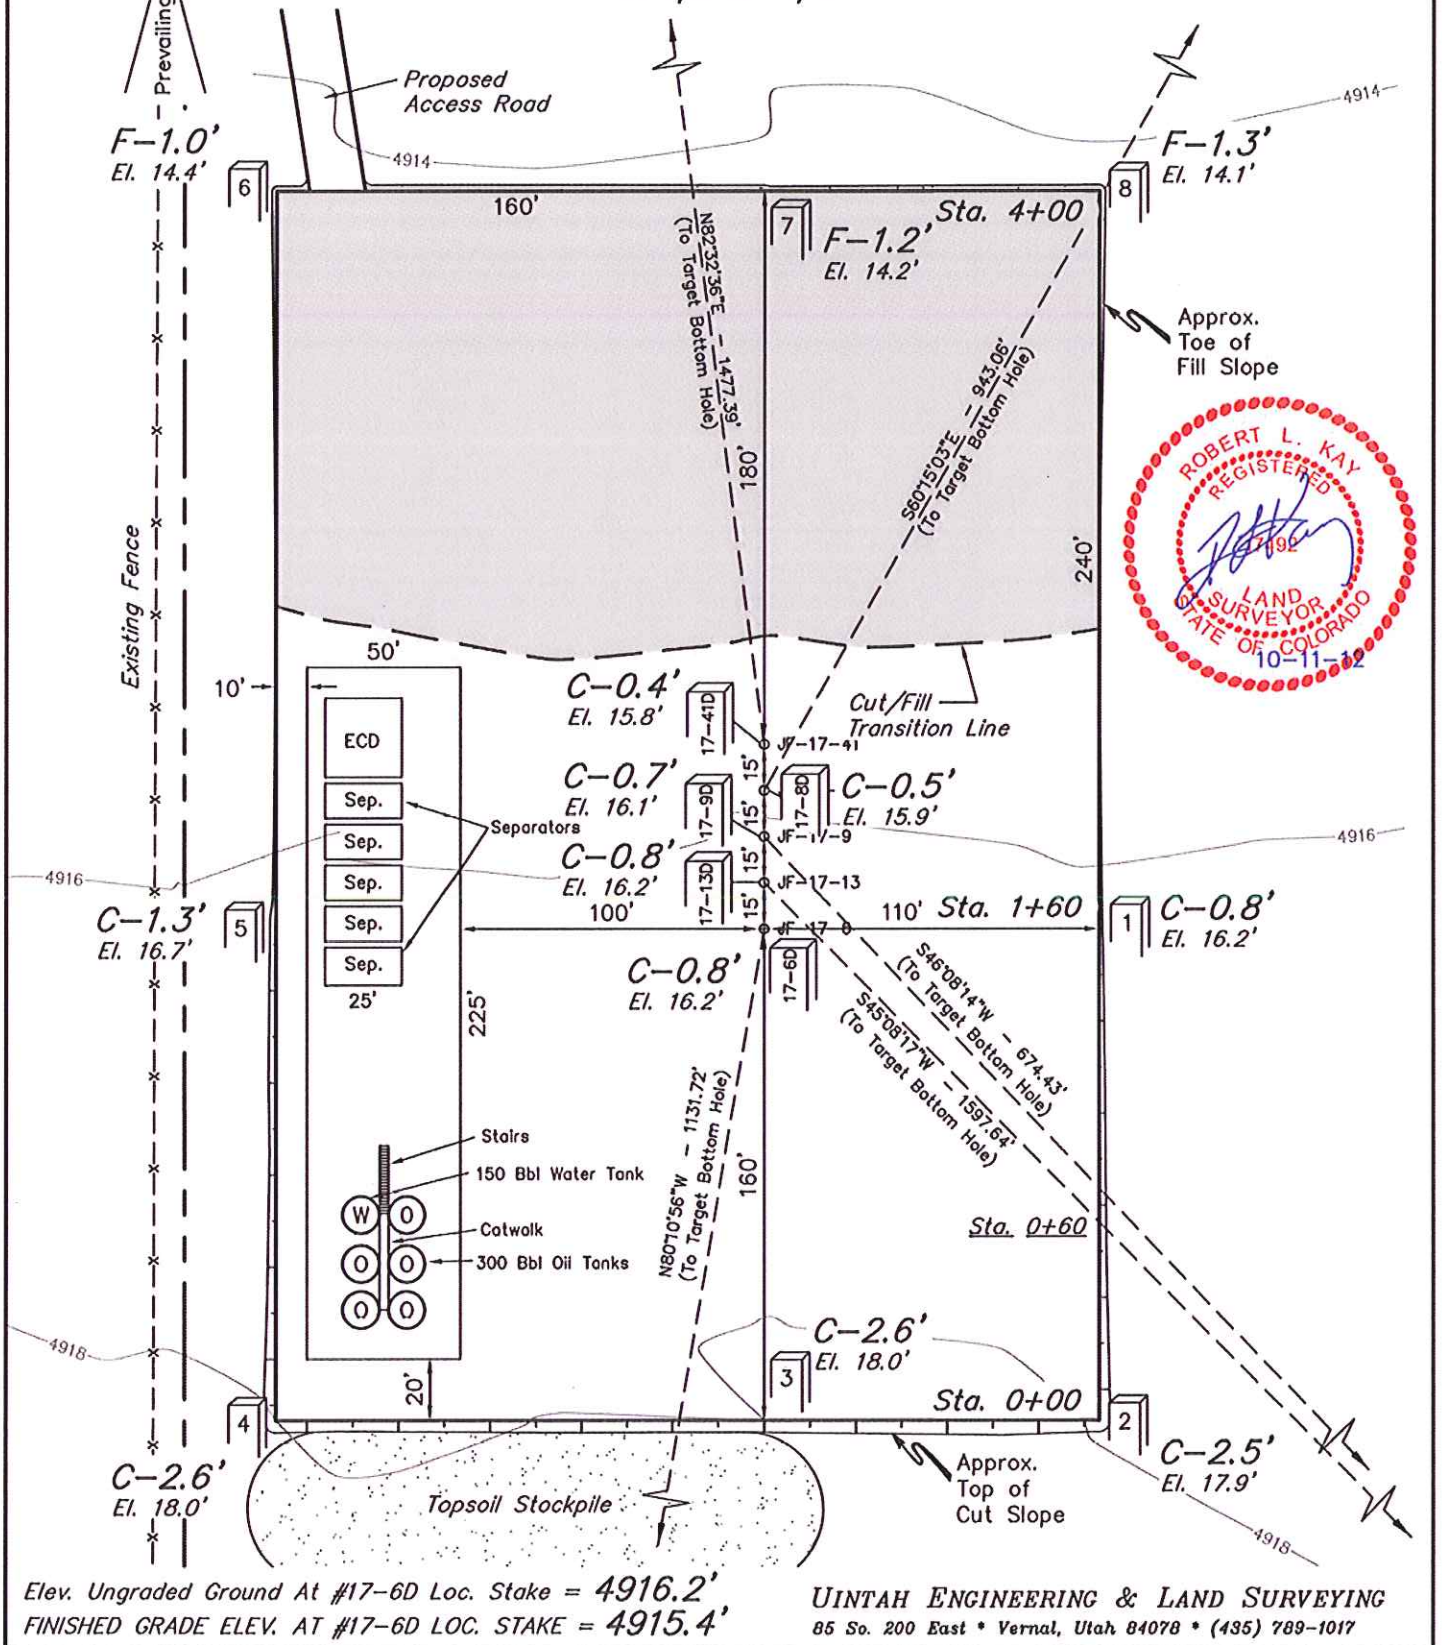 Prevailing
Proposed
Access Road
4914
4914
F-1.0'
El. 14.4'
6
F-1.3'
El. 14.1'
8
160'
7
Sta. 4+00
F-1.2'
El. 14.2'
N82°32'36"E - 1477.39'
(To Target Bottom Hole)
180'
S60°15'03"E - 943.06'
(To Target Bottom Hole)
Approx.
Toe of
Fill Slope
ROBERT L. KAY
REGISTERED
LAND
SURVEYOR
STATE OF COLORADO
10-11-12
240'
Existing Fence
50'
10'
C-0.4'
El. 15.8'
17-41D
JF-17-41
Cut/Fill
Transition Line
ECD
Sep.
Sep.
Sep.
Sep.
Sep.
25'
Separators
C-0.7'
El. 16.1'
17-9D
15'
15'
15'
15'
17-8D
C-0.5'
El. 15.9'
JF-17-9
4916
4916
C-0.8'
El. 16.2'
17-13D
JF-17-13
C-1.3'
El. 16.7'
5
100'
110'
Sta. 1+60
1
C-0.8'
El. 16.2'
C-0.8'
El. 16.2'
17-6D
225'
S46°08'14"W - 674.43'
(To Target Bottom Hole)
S45°08'17"W - 1597.64'
(To Target Bottom Hole)
N80°10'56"W - 1131.72'
(To Target Bottom Hole)
160'
Stairs
150 Bbl Water Tank
W
O
Catwalk
O
O
300 Bbl Oil Tanks
O
O
Sta. 0+60
4918
20'
C-2.6'
El. 18.0'
3
Sta. 0+00
4
2
C-2.6'
El. 18.0'
C-2.5'
El. 17.9'
Topsoil Stockpile
Approx.
Top of
Cut Slope
4918
Elev. Ungraded Ground At #17-6D Loc. Stake = 4916.2'
FINISHED GRADE ELEV. AT #17-6D LOC. STAKE = 4915.4'
UINTAH ENGINEERING & LAND SURVEYING
85 So. 200 East * Vernal, Utah 84078 * (435) 789-1017